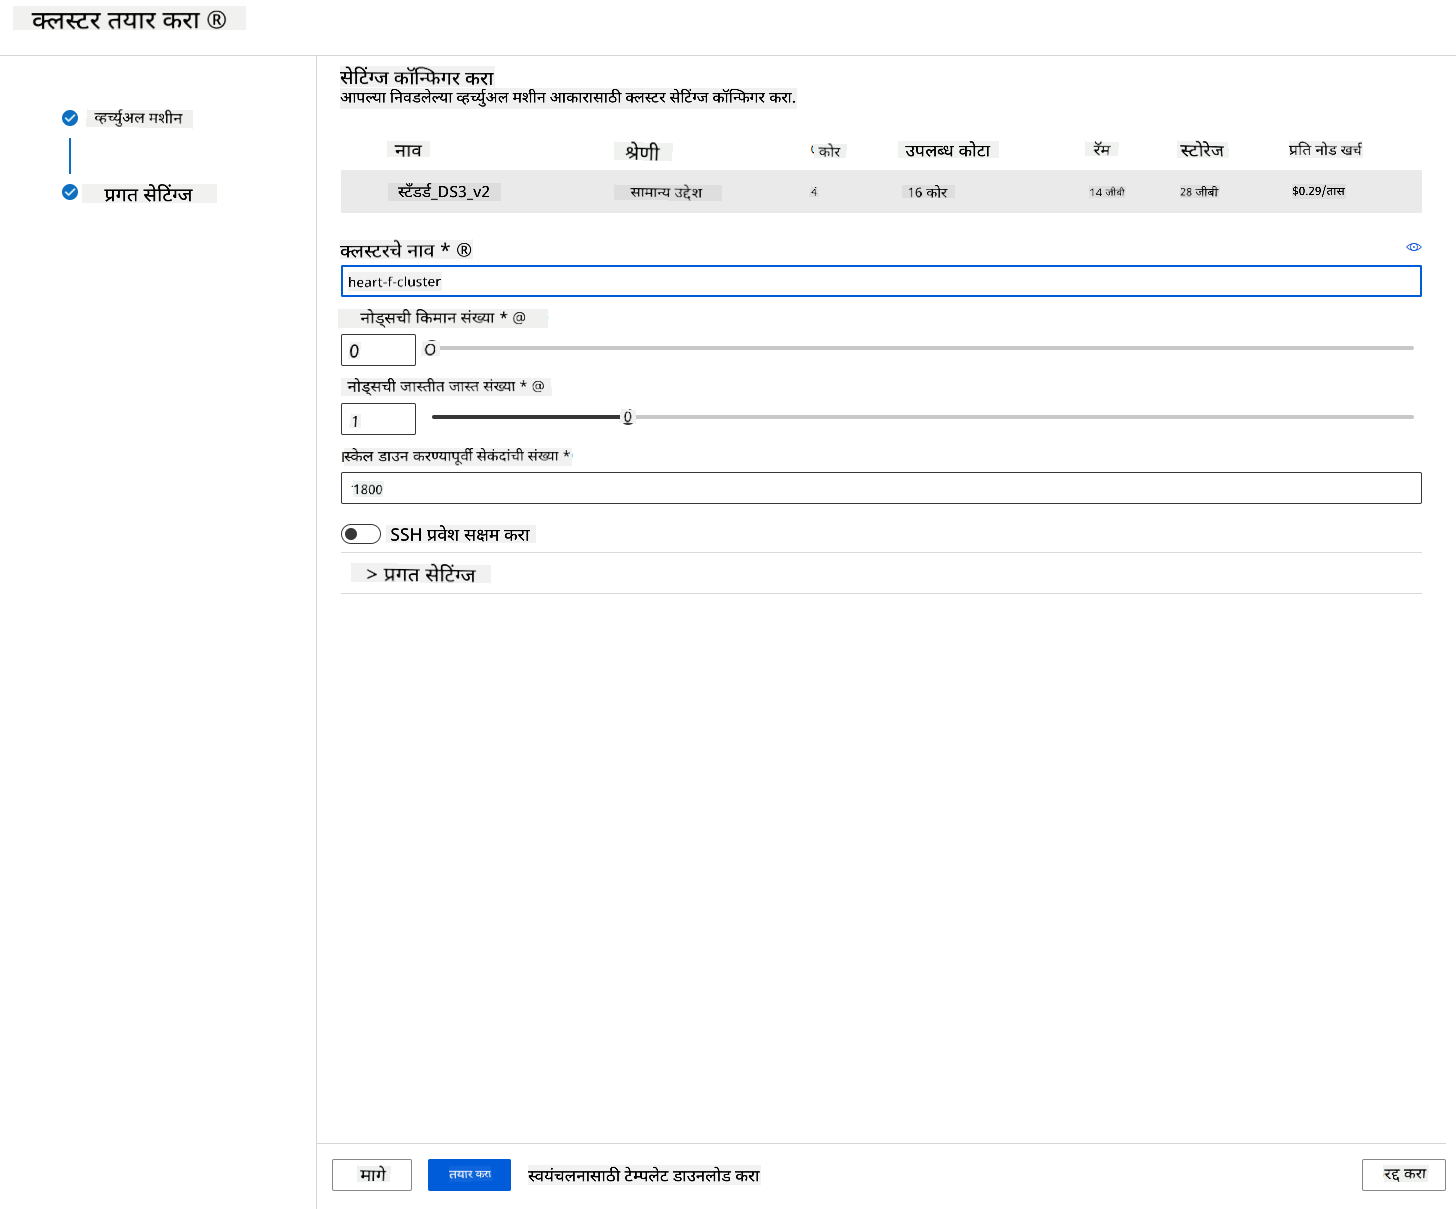 क्लस्टर तयार करा ®
व्हर्च्युअल मशीन
प्रगत सेटिंग्ज
सेटिंग्ज कॉन्फिगर करा
आपल्या निवडलेल्या व्हर्च्युअल मशीन आकारासाठी क्लस्टर सेटिंग्ज कॉन्फिगर करा.
नाव श्रेणी कोर उपलब्ध कोटा रॅम स्टोरेज प्रति नोड खर्च
स्टँडर्ड_DS3_v2 सामान्य उद्देश 4 16 कोर 14 जीबी 28 जीबी $0.29/तास
क्लस्टरचे नाव * ®
heart-f-cluster
नोड्सची किमान संख्या * @
0
नोड्सची जास्तीत जास्त संख्या * @
1
स्केल डाउन करण्यापूर्वी सेकंदांची संख्या *
1800
SSH प्रवेश सक्षम करा
> प्रगत सेटिंग्ज
मागे तयार करा स्वयंचलनासाठी टेम्पलेट डाउनलोड करा रद्द करा